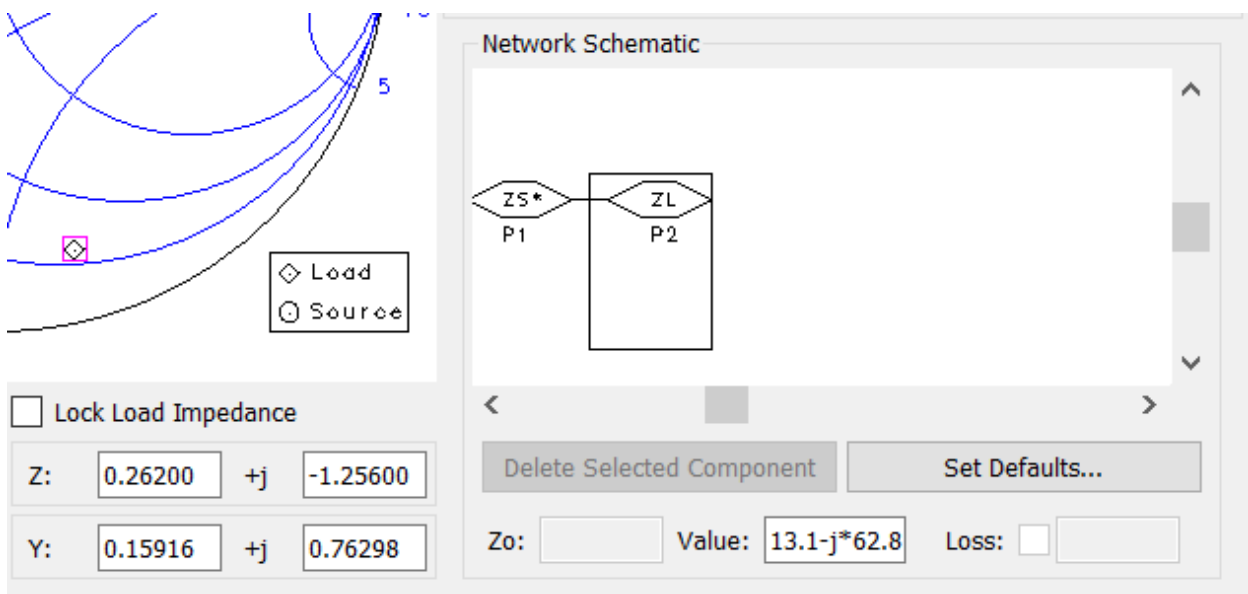 Network Schematic
5
ZS*
ZL
P1
P2
Load
Source
Lock Load Impedance
Z: 0.26200 +j -1.25600
Y: 0.15916 +j 0.76298
Delete Selected Component
Set Defaults...
Zo:
Value: 13.1-j*62.8
Loss: